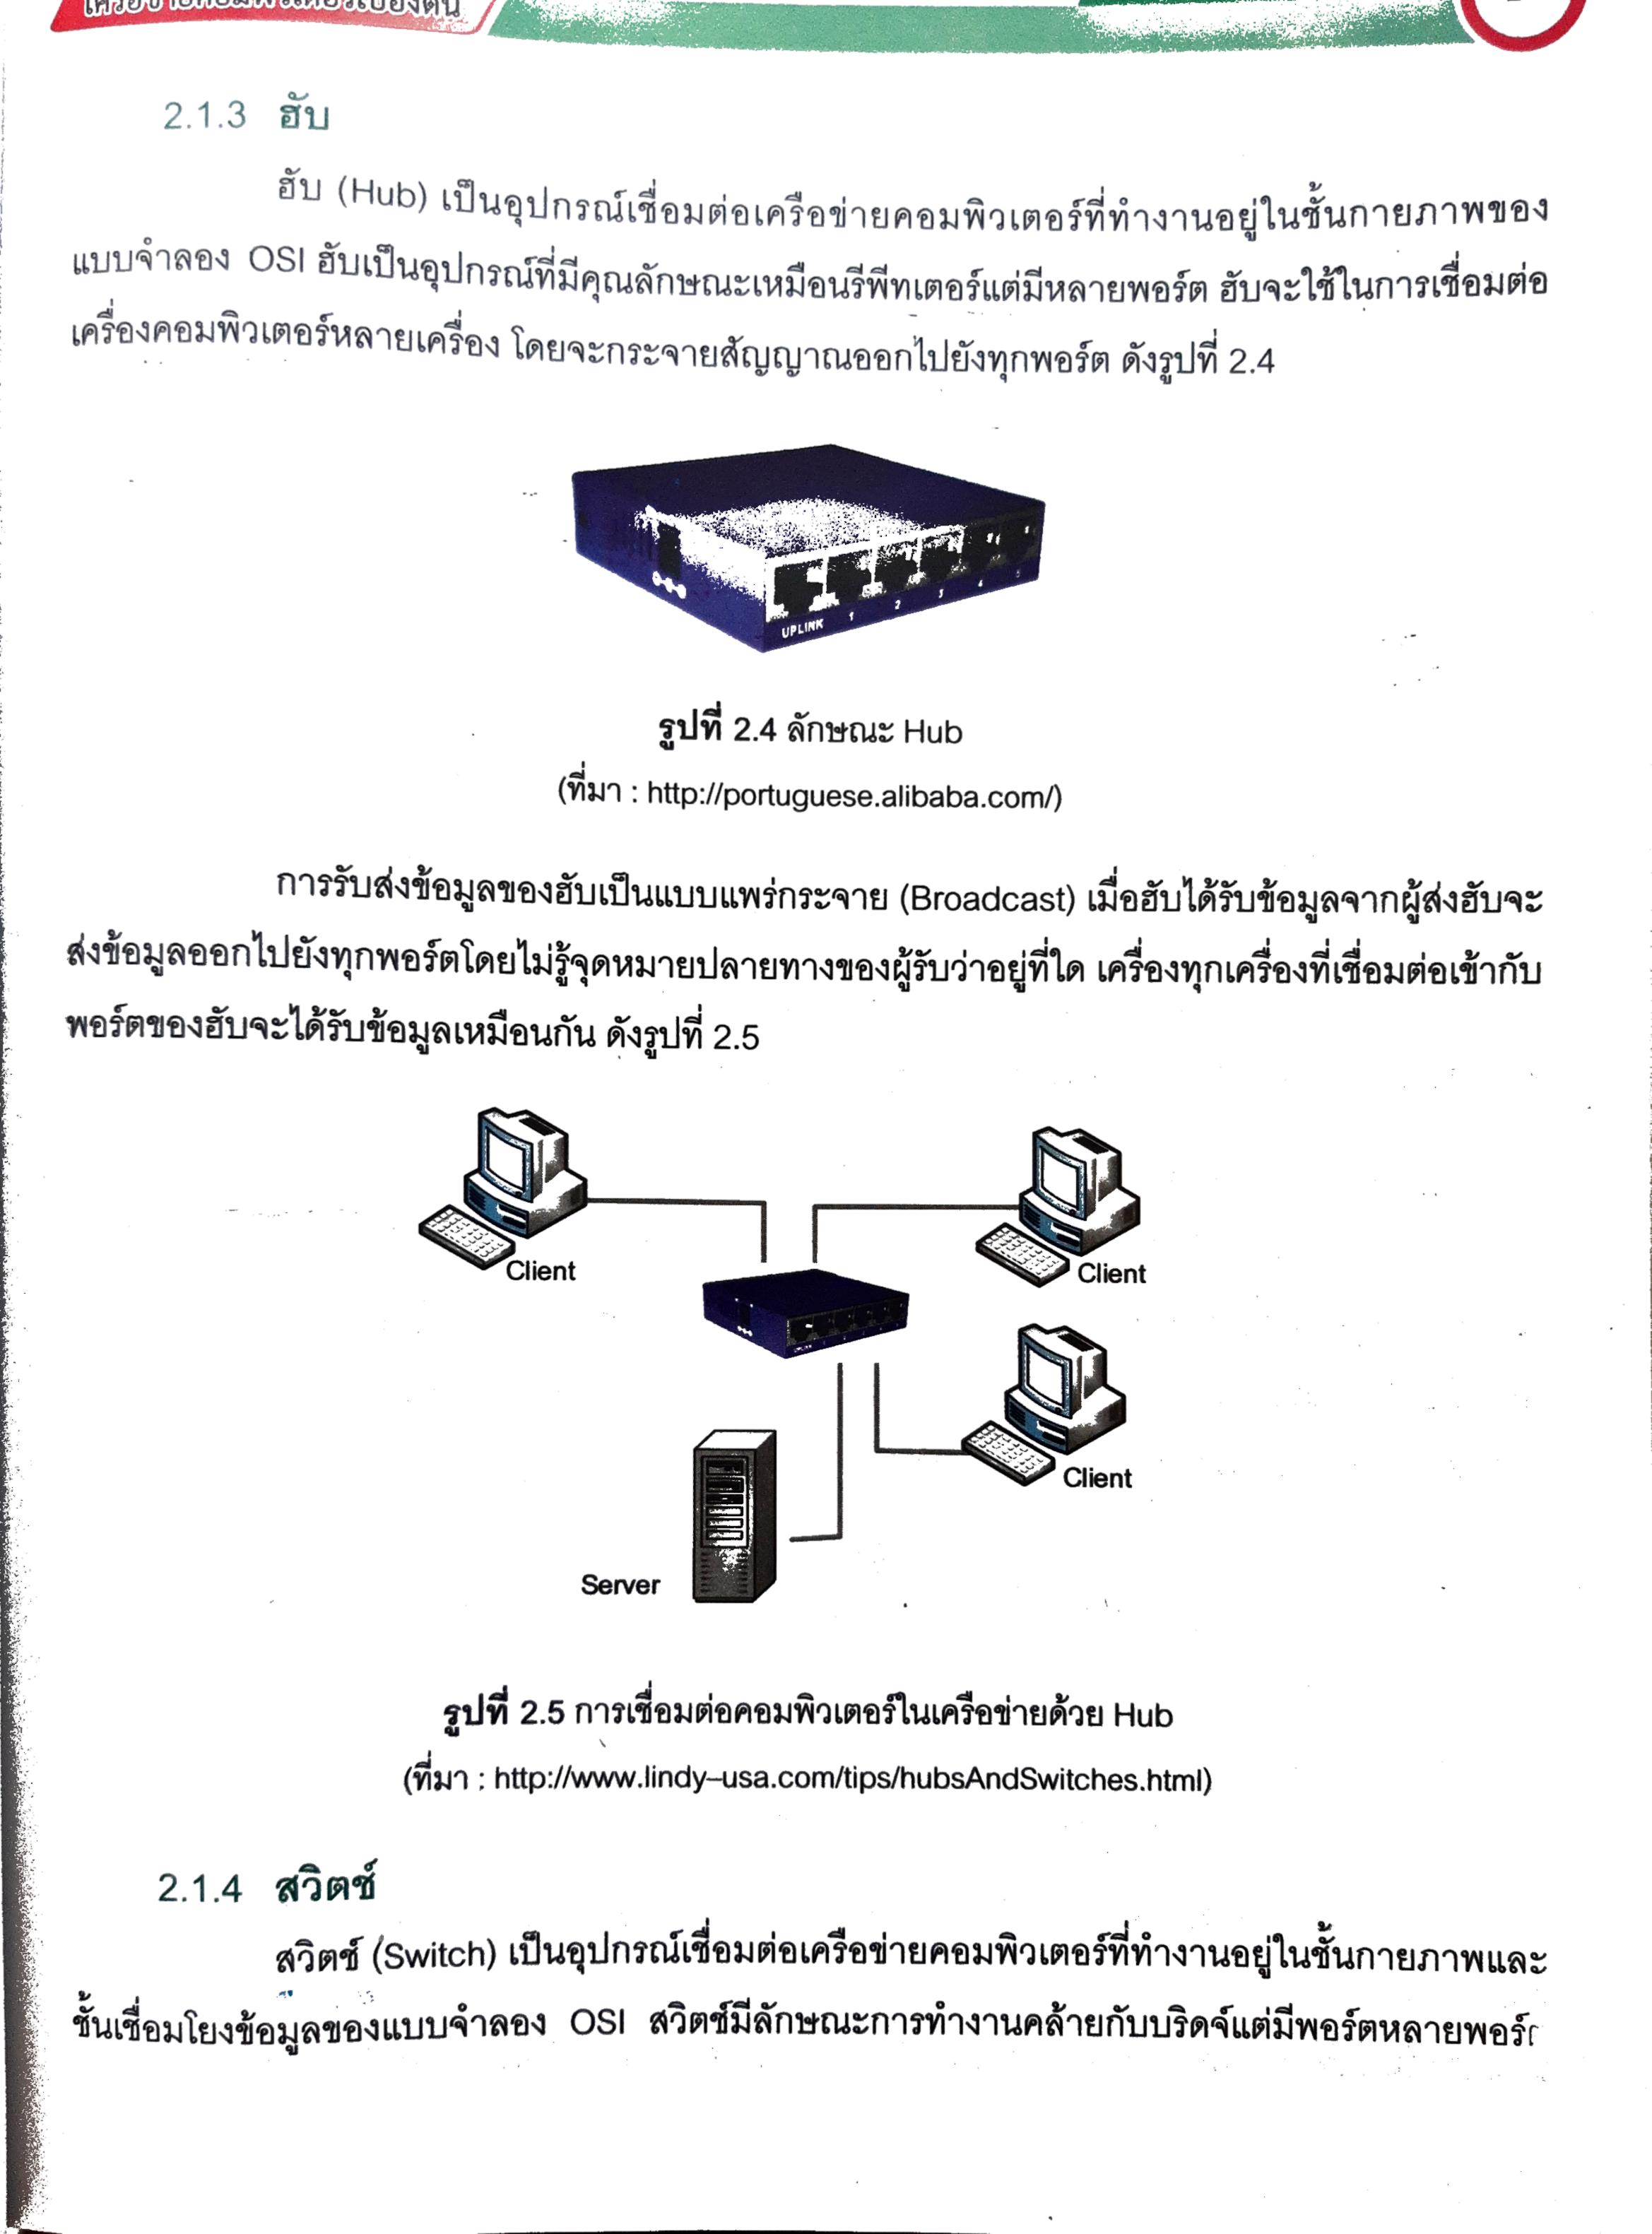 2.1.3 ฮับ
ฮับ (Hub) เป็นอุปกรณ์เชื่อมต่อเครือข่ายคอมพิวเตอร์ที่ทำงานอยู่ในชั้นกายภาพของ
แบบจำลอง OSI ฮับเป็นอุปกรณ์ที่มีคุณลักษณะเหมือนรีพีทเตอร์แต่มีหลายพอร์ต ฮับจะใช้ในการเชื่อมต่อ
เครื่องคอมพิวเตอร์หลายเครื่อง โดยจะกระจายสัญญาณออกไปยังทุกพอร์ต ดังรูปที่ 2.4
UPLINK 1 2 3 4 5
รูปที่ 2.4 ลักษณะ Hub
(ที่มา : http://portuguese.alibaba.com/)
การรับส่งข้อมูลของฮับเป็นแบบแพร่กระจาย (Broadcast) เมื่อฮับได้รับข้อมูลจากผู้ส่งฮับจะ
ส่งข้อมูลออกไปยังทุกพอร์ตโดยไม่รู้จุดหมายปลายทางของผู้รับว่าอยู่ที่ใด เครื่องทุกเครื่องที่เชื่อมต่อเข้ากับ
พอร์ตของฮับจะได้รับข้อมูลเหมือนกัน ดังรูปที่ 2.5
Client
Client
Client
Server
รูปที่ 2.5 การเชื่อมต่อคอมพิวเตอร์ในเครือข่ายด้วย Hub
(ที่มา : http://www.lindy–usa.com/tips/hubsAndSwitches.html)
2.1.4 สวิตช์
สวิตช์ (Switch) เป็นอุปกรณ์เชื่อมต่อเครือข่ายคอมพิวเตอร์ที่ทำงานอยู่ในชั้นกายภาพและ
ชั้นเชื่อมโยงข้อมูลของแบบจำลอง OSI สวิตช์มีลักษณะการทำงานคล้ายกับบริดจ์แต่มีพอร์ตหลายพอร์ต